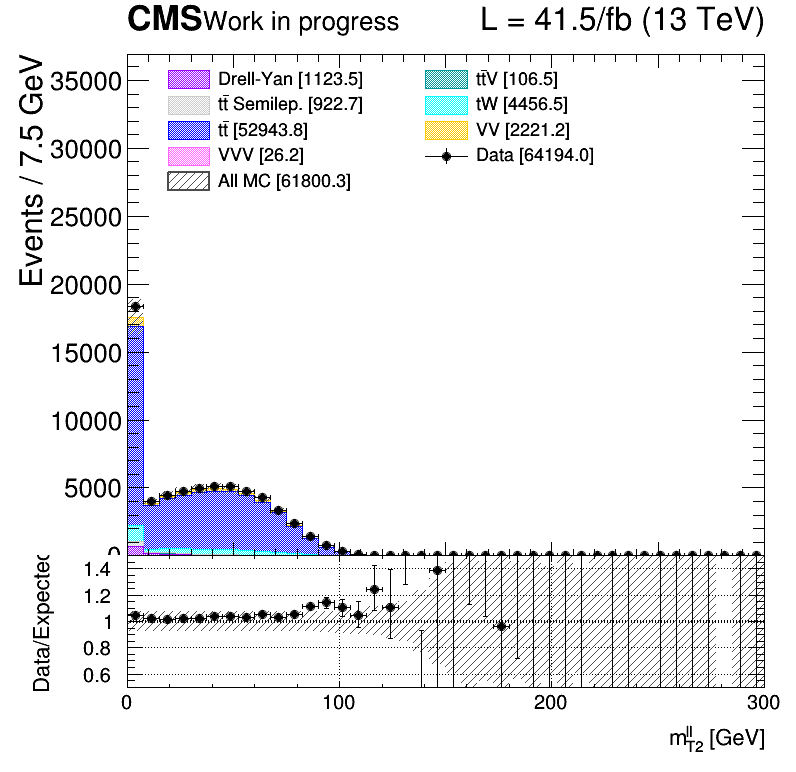 CMS Work in progress L = 41.5/fb (13 TeV)
Events / 7.5 GeV
35000
30000
25000
20000
15000
10000
5000
0
Drell-Yan [1123.5]
tt̄ Semilep. [922.7]
tt̄ [52943.8]
VVV [26.2]
All MC [61800.3]
tt̄V [106.5]
tW [4456.5]
VV [2221.2]
Data [64194.0]
Data/Expected
1.4
1.2
1
0.8
0.6
0 100 200 300
m_{T2}^{ll} [GeV]